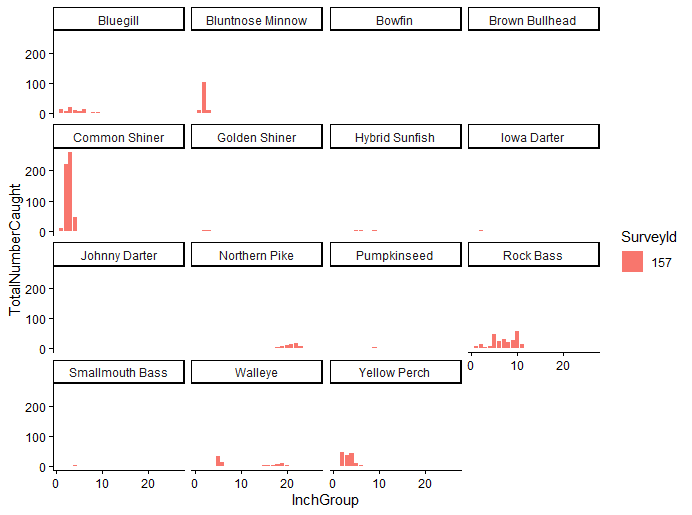 Bluegill Bluntnose Minnow Bowfin Brown Bullhead
200
100
0
Common Shiner Golden Shiner Hybrid Sunfish Iowa Darter
200
100
0
Johnny Darter Northern Pike Pumpkinseed Rock Bass
200
100
0
0 10 20
Smallmouth Bass Walleye Yellow Perch
200
100
0
0 10 20 0 10 20 0 10 20
InchGroup
TotalNumberCaught
SurveyId
157